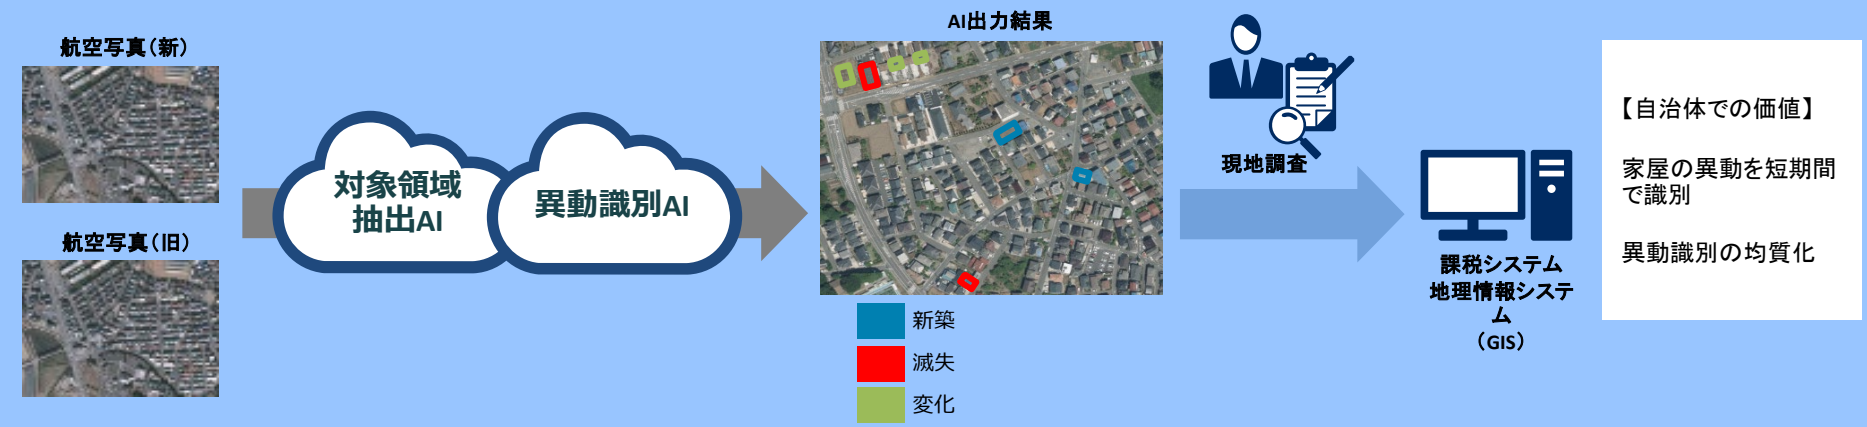 航空写真（新）
航空写真（旧）
対象領域
抽出AI
異動識別AI
AI出力結果
新築
滅失
変化
現地調査
課税システム
地理情報システ
ム
（GIS）
【自治体での価値】
家屋の異動を短期間
で識別
異動識別の均質化